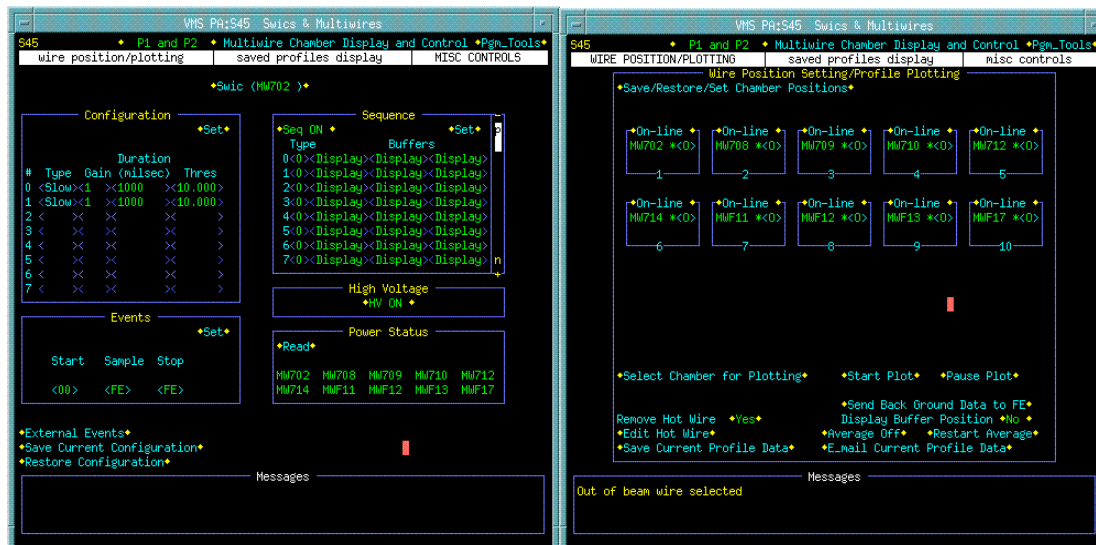 VMS PA:S45 Swics & Multiwires
S45 ◆ P1 and P2 ◆ Multiwire Chamber Display and Control ◆Pgm_Tools◆
wire position/plotting saved profiles display MISC CONTROLS
◆Swic (MW702 )◆
Configuration
◆Set◆
Duration
# Type Gain (milsec) Thres
0 <Slow><1 ><1000 ><10.000>
1 <Slow><1 ><1000 ><10.000>
2 < >< >< >< >
3 < >< >< >< >
4 < >< >< >< >
5 < >< >< >< >
6 < >< >< >< >
7 < >< >< >< >
Sequence
◆Seq ON ◆ ◆Set◆ p
Type Buffers
0<0><Display><Display><Display>
1<0><Display><Display><Display>
2<0><Display><Display><Display>
3<0><Display><Display><Display>
4<0><Display><Display><Display>
5<0><Display><Display><Display>
6<0><Display><Display><Display>
7<0><Display><Display><Display> n
+
High Voltage
◆HV ON ◆
Events
◆Set◆
Start Sample Stop
<00> <FE> <FE>
Power Status
◆Read◆
MW702 MW708 MW709 MW710 MW712
MW714 MWF11 MWF12 MWF13 MWF17
◆External Events◆
◆Save Current Configuration◆
◆Restore Configuration◆
Messages
VMS PA:S45 Swics & Multiwires
S45 ◆ P1 and P2 ◆ Multiwire Chamber Display and Control ◆Pgm_Tools◆
WIRE POSITION/PLOTTING saved profiles display misc controls
Wire Position Setting/Profile Plotting
◆Save/Restore/Set Chamber Positions◆
◆On-line ◆ ◆On-line ◆ ◆On-line ◆ ◆On-line ◆ ◆On-line ◆
MW702 *<O> MW708 *<O> MW709 *<O> MW710 *<O> MW712 *<O>
1 2 3 4 5
◆On-line ◆ ◆On-line ◆ ◆On-line ◆ ◆On-line ◆ ◆On-line ◆
MW714 *<O> MWF11 *<O> MWF12 *<O> MWF13 *<O> MWF17 *<O>
6 7 8 9 10
◆Select Chamber for Plotting◆ ◆Start Plot◆ ◆Pause Plot◆
◆Send Back Ground Data to FE◆
Remove Hot Wire ◆Yes◆ Display Buffer Position ◆No ◆
◆Edit Hot Wire◆ ◆Average Off◆ ◆Restart Average◆
◆Save Current Profile Data◆ ◆E_mail Current Profile Data◆
Messages
Out of beam wire selected